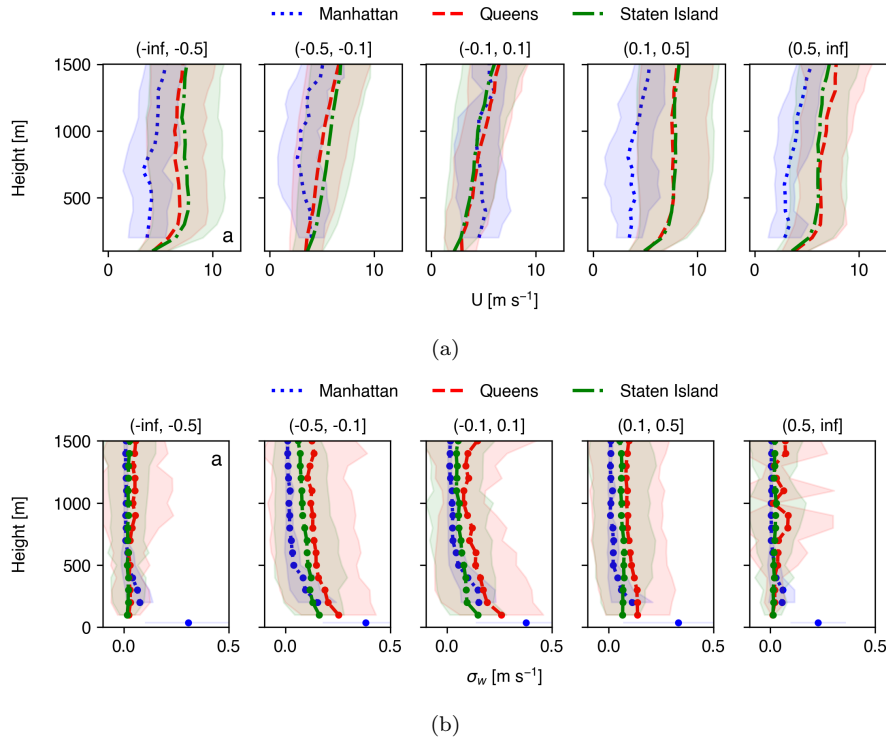 Manhattan Queens Staten Island
(-inf, -0.5] (-0.5, -0.1] (-0.1, 0.1] (0.1, 0.5] (0.5, inf]
1500
1000
500
Height [m]
a
0 10 0 10 0 10 0 10 0 10
U [m s⁻¹]
(a)
Manhattan Queens Staten Island
(-inf, -0.5] (-0.5, -0.1] (-0.1, 0.1] (0.1, 0.5] (0.5, inf]
1500
a
1000
500
0
Height [m]
0.0 0.5 0.0 0.5 0.0 0.5 0.0 0.5 0.0 0.5
σw [m s⁻¹]
(b)